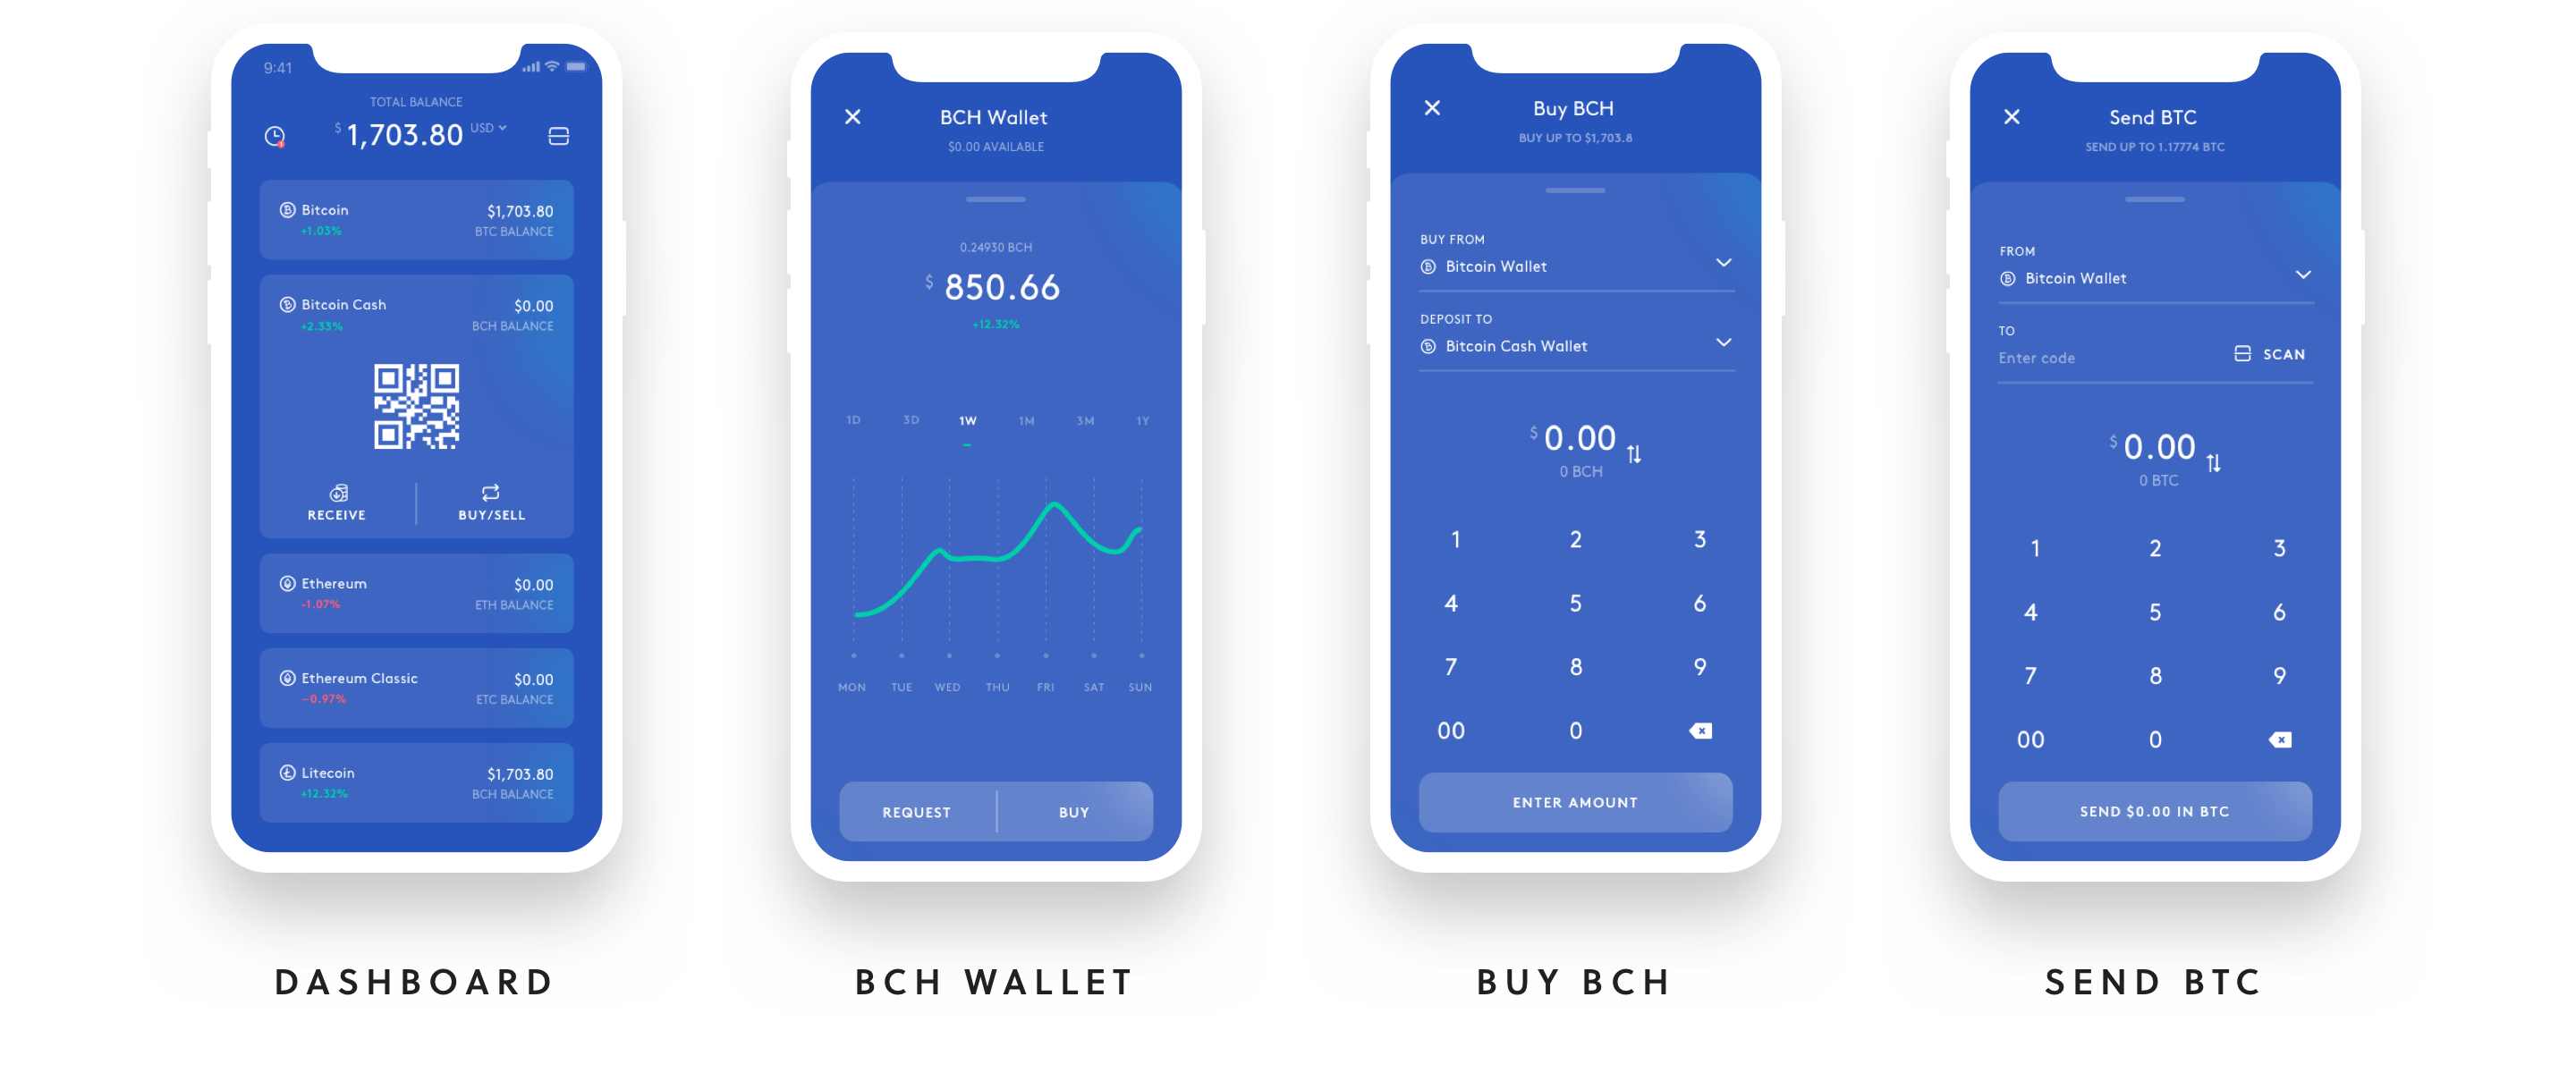 9:41
TOTAL BALANCE
$ 1,703.80 USD
Bitcoin $1,703.80
+1.03% BTC BALANCE
Bitcoin Cash $0.00
+2.33% BCH BALANCE
RECEIVE BUY/SELL
Ethereum $0.00
-1.07% ETH BALANCE
Ethereum Classic $0.00
-0.97% ETC BALANCE
Litecoin $1,703.80
+12.32% BCH BALANCE
DASHBOARD
BCH Wallet
$0.00 AVAILABLE
0.24930 BCH
$ 850.66
+12.32%
1D 3D 1W 1M 3M 1Y
MON TUE WED THU FRI SAT SUN
REQUEST BUY
BCH WALLET
Buy BCH
BUY UP TO $1,703.8
BUY FROM
Bitcoin Wallet
DEPOSIT TO
Bitcoin Cash Wallet
$ 0.00
0 BCH
1 2 3
4 5 6
7 8 9
00 0
ENTER AMOUNT
BUY BCH
Send BTC
SEND UP TO 1.17774 BTC
FROM
Bitcoin Wallet
TO
Enter code SCAN
$ 0.00
0 BTC
1 2 3
4 5 6
7 8 9
00 0
SEND $0.00 IN BTC
SEND BTC